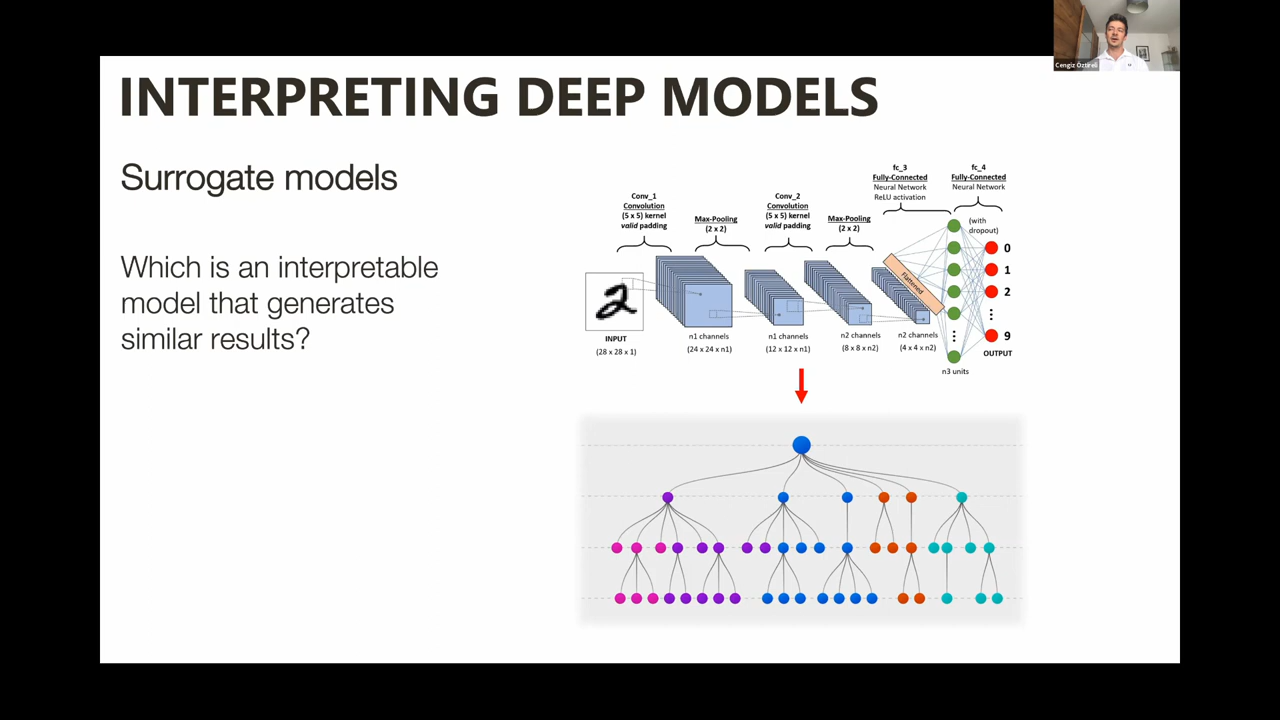 INTERPRETING DEEP MODELS
Cengiz Öztireli
Surrogate models
Which is an interpretable
model that generates
similar results?
Conv_1
Convolution
(5 x 5) kernel
valid padding
Max-Pooling
(2 x 2)
Conv_2
Convolution
(5 x 5) kernel
valid padding
Max-Pooling
(2 x 2)
fc_3
Fully-Connected
Neural Network
ReLU activation
fc_4
Fully-Connected
Neural Network
(with
dropout)
Flattened
0
1
2
9
OUTPUT
2
INPUT
(28 x 28 x 1)
n1 channels
(24 x 24 x n1)
n1 channels
(12 x 12 x n1)
n2 channels
(8 x 8 x n2)
n2 channels
(4 x 4 x n2)
n3 units